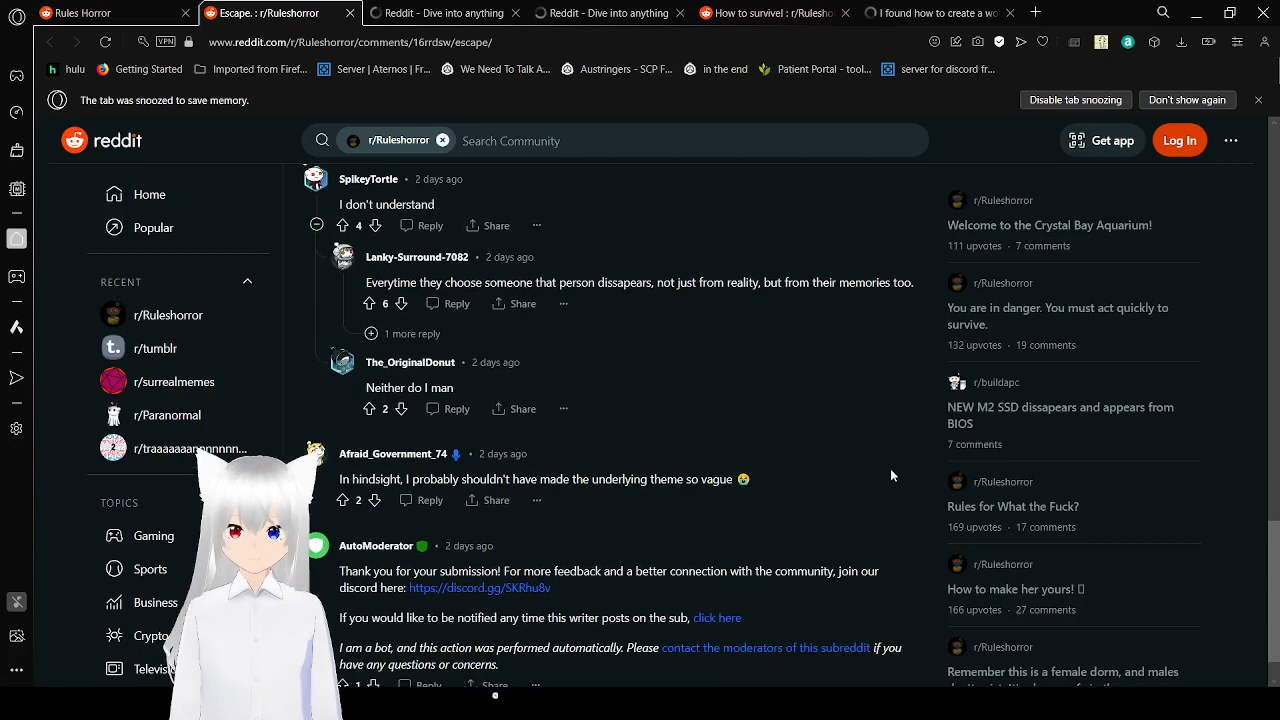 Rules Horror
Escape. : r/Ruleshorror
Reddit - Dive into anything
Reddit - Dive into anything
How to survive! : r/Rulesho
I found how to create a wo
VPN
www.reddit.com/r/Ruleshorror/comments/16rrdsw/escape/
hulu
Getting Started
Imported from Firef...
Server | Aternos | Fr...
We Need To Talk A...
Austringers - SCP F...
in the end
Patient Portal - tool...
server for discord fr...
The tab was snoozed to save memory.
Disable tab snoozing
Don't show again
reddit
r/Ruleshorror
Search Community
Get app
Log In
Home
Popular
RECENT
r/Ruleshorror
r/tumblr
r/surrealmemes
r/Paranormal
r/traaaaaaannnnnnn...
TOPICS
Gaming
Sports
Business
Crypto
Televis
SpikeyTortle • 2 days ago
I don't understand
4 Reply Share
Lanky-Surround-7082 • 2 days ago
Everytime they choose someone that person dissapears, not just from reality, but from their memories too.
6 Reply Share
1 more reply
The_OriginalDonut • 2 days ago
Neither do I man
2 Reply Share
Afraid_Government_74 • 2 days ago
In hindsight, I probably shouldn't have made the underlying theme so vague 😭
2 Reply Share
AutoModerator • 2 days ago
Thank you for your submission! For more feedback and a better connection with the community, join our
discord here: https://discord.gg/SKRhu8v
If you would like to be notified any time this writer posts on the sub, click here
I am a bot, and this action was performed automatically. Please contact the moderators of this subreddit if you
have any questions or concerns.
1 Reply Share
r/Ruleshorror
Welcome to the Crystal Bay Aquarium!
111 upvotes • 7 comments
r/Ruleshorror
You are in danger. You must act quickly to
survive.
132 upvotes • 19 comments
r/buildapc
NEW M2 SSD dissapears and appears from
BIOS
7 comments
r/Ruleshorror
Rules for What the Fuck?
169 upvotes • 17 comments
r/Ruleshorror
How to make her yours!
166 upvotes • 27 comments
r/Ruleshorror
Remember this is a female dorm, and males